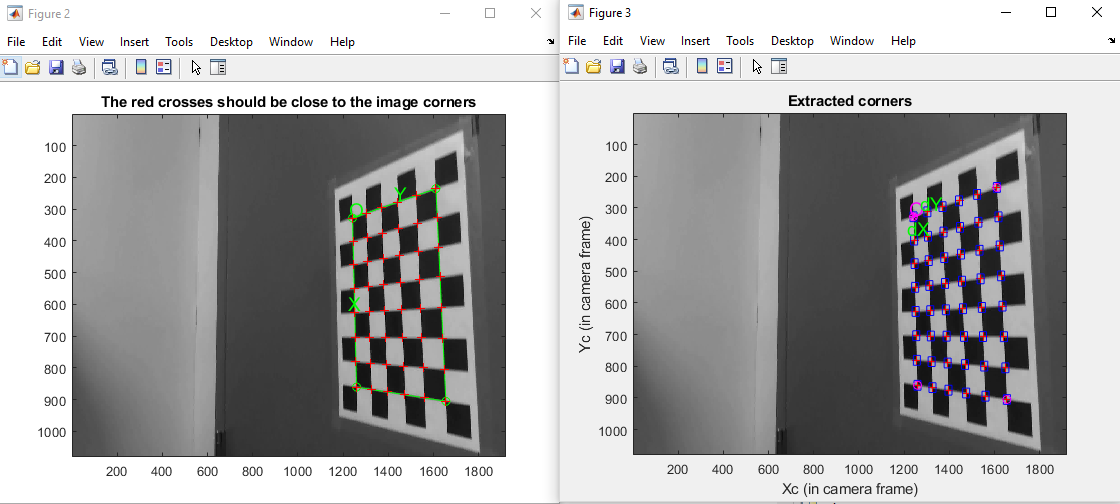 Figure 2
File Edit View Insert Tools Desktop Window Help
The red crosses should be close to the image corners
100
200
300
400
500
600
700
800
900
1000
200 400 600 800 1000 1200 1400 1600 1800
O
Y
X
Figure 3
File Edit View Insert Tools Desktop Window Help
Extracted corners
Yc (in camera frame)
100
200
300
400
500
600
700
800
900
1000
200 400 600 800 1000 1200 1400 1600 1800
Xc (in camera frame)
O
dY
dX